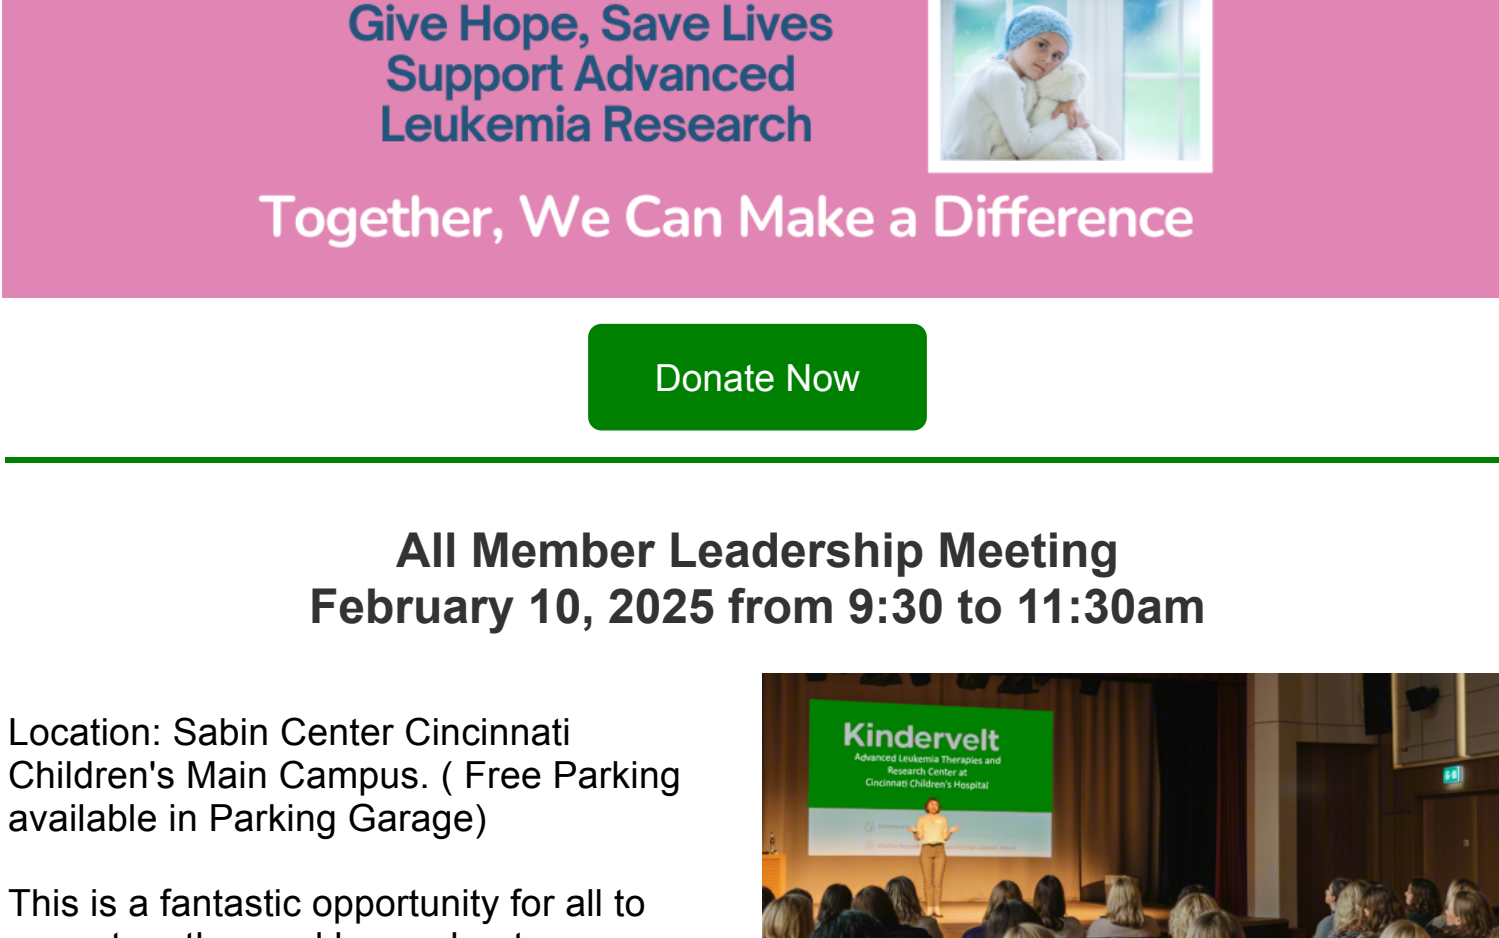 Give Hope, Save Lives
Support Advanced
Leukemia Research
Together, We Can Make a Difference
Donate Now
All Member Leadership Meeting
February 10, 2025 from 9:30 to 11:30am
Location: Sabin Center Cincinnati
Children's Main Campus. ( Free Parking
available in Parking Garage)
This is a fantastic opportunity for all to
Kindervelt
Advanced Leukemia Therapies and
Research Center at
Cincinnati Children's Hospital